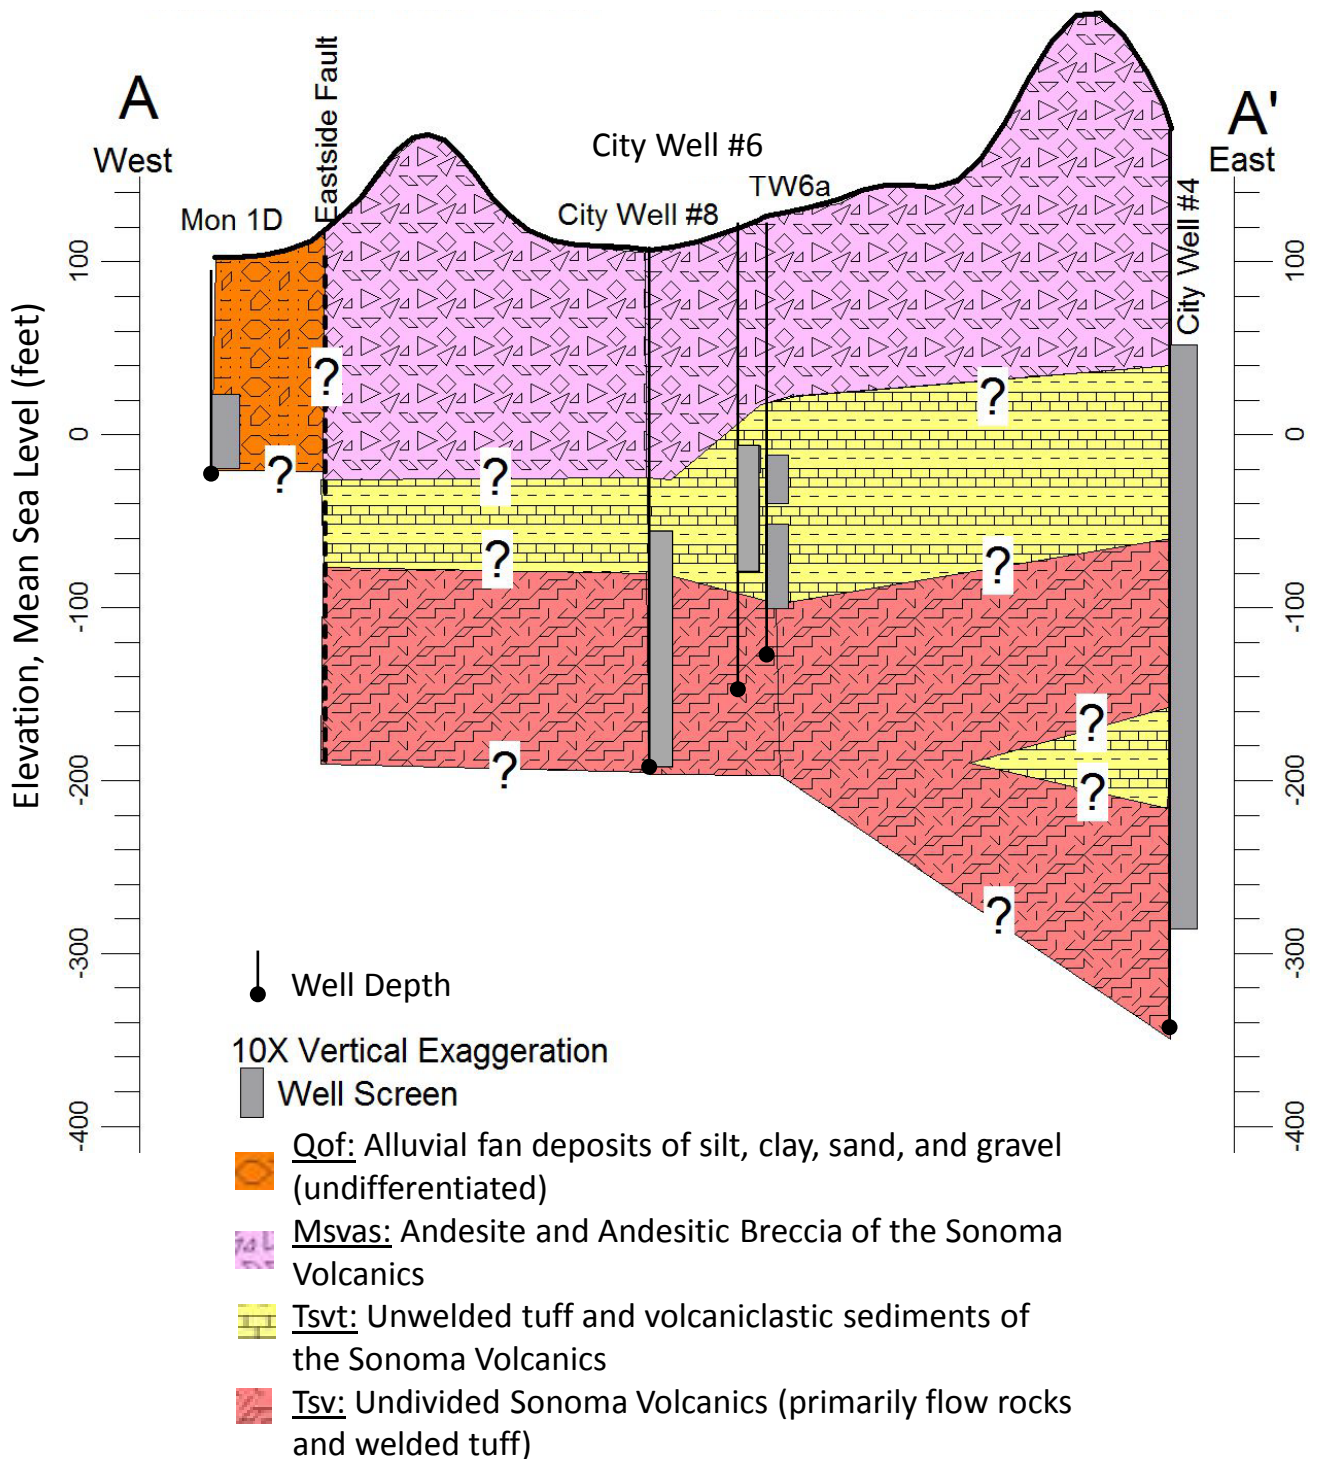 A
West
Eastside Fault
City Well #6
A'
East
TW6a
Mon 1D
City Well #8
City Well #4
Elevation, Mean Sea Level (feet)
100
0
-100
-200
-300
-400
100
0
-100
-200
-300
-400
?
?
?
?
?
?
?
?
?
?
?
Well Depth
10X Vertical Exaggeration
Well Screen
Qof: Alluvial fan deposits of silt, clay, sand, and gravel
(undifferentiated)
Msvas: Andesite and Andesitic Breccia of the Sonoma
Volcanics
Tsvt: Unwelded tuff and volcaniclastic sediments of
the Sonoma Volcanics
Tsv: Undivided Sonoma Volcanics (primarily flow rocks
and welded tuff)